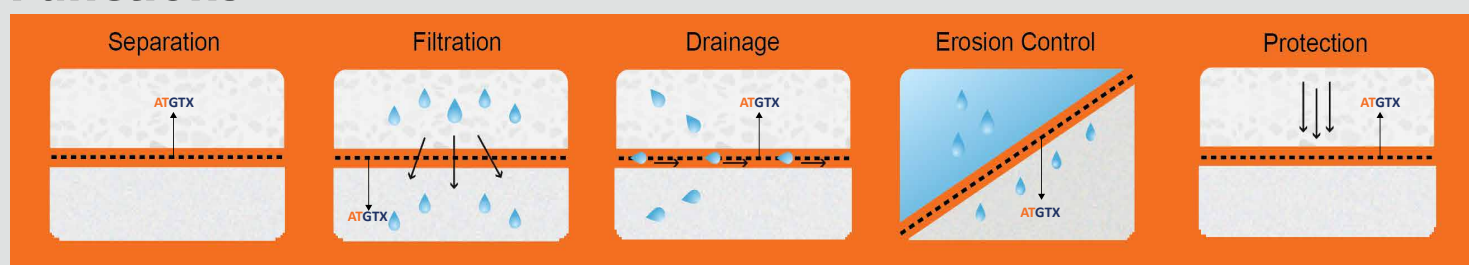 Separation
Filtration
Drainage
Erosion Control
Protection
ATGTX
ATGTX
ATGTX
ATGTX
ATGTX